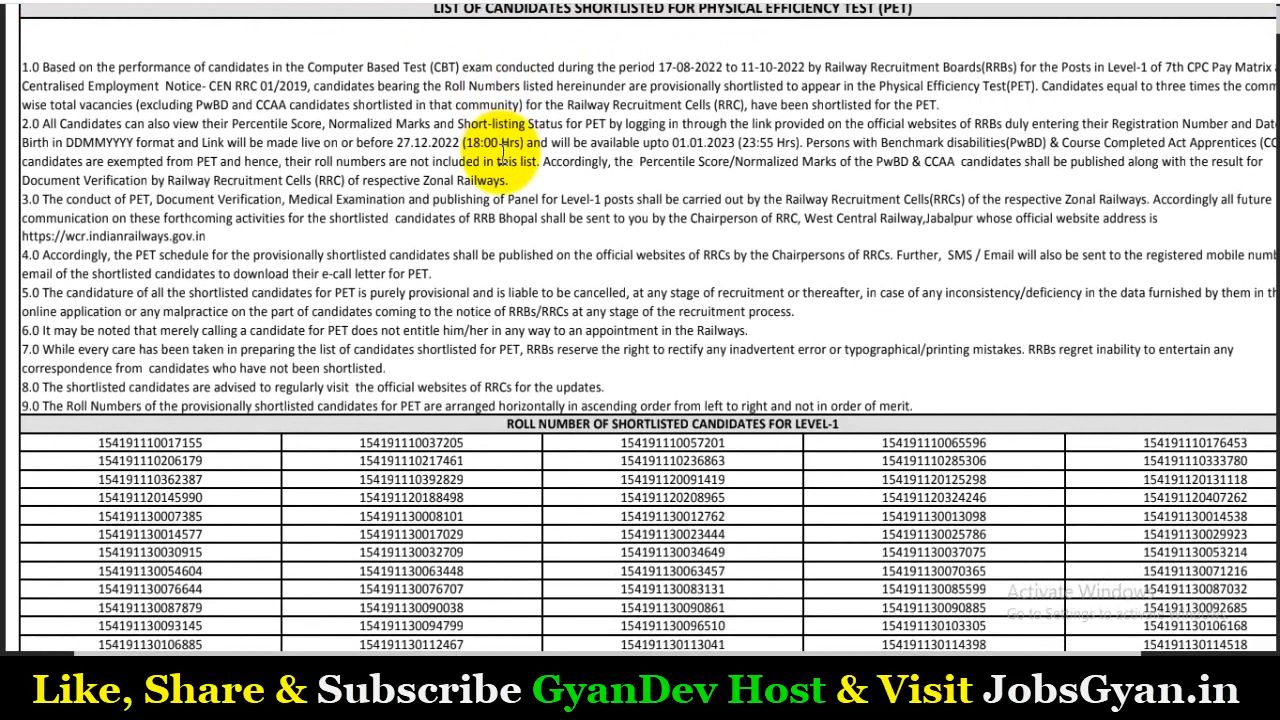 LIST OF CANDIDATES SHORTLISTED FOR PHYSICAL EFFICIENCY TEST (PET)
1.0 Based on the performance of candidates in the Computer Based Test (CBT) exam conducted during the period 17-08-2022 to 11-10-2022 by Railway Recruitment Boards(RRBs) for the Posts in Level-1 of 7th CPC Pay Matrix a
Centralised Employment Notice- CEN RRC 01/2019, candidates bearing the Roll Numbers listed hereinunder are provisionally shortlisted to appear in the Physical Efficiency Test(PET). Candidates equal to three times the comm
wise total vacancies (excluding PwBD and CCAA candidates shortlisted in that community) for the Railway Recruitment Cells (RRC), have been shortlisted for the PET.
2.0 All Candidates can also view their Percentile Score, Normalized Marks and Short-listing Status for PET by logging in through the link provided on the official websites of RRBs duly entering their Registration Number and Date
Birth in DDMMYYYY format and Link will be made live on or before 27.12.2022 (18:00 Hrs) and will be available upto 01.01.2023 (23:55 Hrs). Persons with Benchmark disabilities(PwBD) & Course Completed Act Apprentices (CC
candidates are exempted from PET and hence, their roll numbers are not included in this list. Accordingly, the Percentile Score/Normalized Marks of the PwBD & CCAA candidates shall be published along with the result for
Document Verification by Railway Recruitment Cells (RRC) of respective Zonal Railways.
3.0 The conduct of PET, Document Verification, Medical Examination and publishing of Panel for Level-1 posts shall be carried out by the Railway Recruitment Cells(RRCs) of the respective Zonal Railways. Accordingly all future
communication on these forthcoming activities for the shortlisted candidates of RRB Bhopal shall be sent to you by the Chairperson of RRC, West Central Railway,Jabalpur whose official website address is
https://wcr.indianrailways.gov.in
4.0 Accordingly, the PET schedule for the provisionally shortlisted candidates shall be published on the official websites of RRCs by the Chairpersons of RRCs. Further, SMS / Email will also be sent to the registered mobile numb
email of the shortlisted candidates to download their e-call letter for PET.
5.0 The candidature of all the shortlisted candidates for PET is purely provisional and is liable to be cancelled, at any stage of recruitment or thereafter, in case of any inconsistency/deficiency in the data furnished by them in th
online application or any malpractice on the part of candidates coming to the notice of RRBs/RRCs at any stage of the recruitment process.
6.0 It may be noted that merely calling a candidate for PET does not entitle him/her in any way to an appointment in the Railways.
7.0 While every care has been taken in preparing the list of candidates shortlisted for PET, RRBs reserve the right to rectify any inadvertent error or typographical/printing mistakes. RRBs regret inability to entertain any
correspondence from candidates who have not been shortlisted.
8.0 The shortlisted candidates are advised to regularly visit the official websites of RRCs for the updates.
9.0 The Roll Numbers of the provisionally shortlisted candidates for PET are arranged horizontally in ascending order from left to right and not in order of merit.
ROLL NUMBER OF SHORTLISTED CANDIDATES FOR LEVEL-1
154191110017155 154191110037205 154191110057201 154191110065596 154191110176453
154191110206179 154191110217461 154191110236863 154191110285306 154191110333780
154191110362387 154191110392829 154191120091419 154191120125298 154191120131118
154191120145990 154191120188498 154191120208965 154191120324246 154191120407262
154191130007385 154191130008101 154191130012762 154191130013098 154191130014538
154191130014577 154191130017029 154191130023444 154191130025786 154191130029923
154191130030915 154191130032709 154191130034649 154191130037075 154191130053214
154191130054604 154191130063448 154191130063457 154191130070365 154191130071216
154191130076644 154191130076707 154191130083131 154191130085599 154191130087032
154191130087879 154191130090038 154191130090861 154191130090885 154191130092685
154191130093145 154191130094799 154191130096510 154191130103305 154191130106168
154191130106885 154191130112467 154191130113041 154191130114398 154191130114518
Activate Windows
Go to Settings to activate
Like, Share & Subscribe GyanDev Host & Visit JobsGyan.in